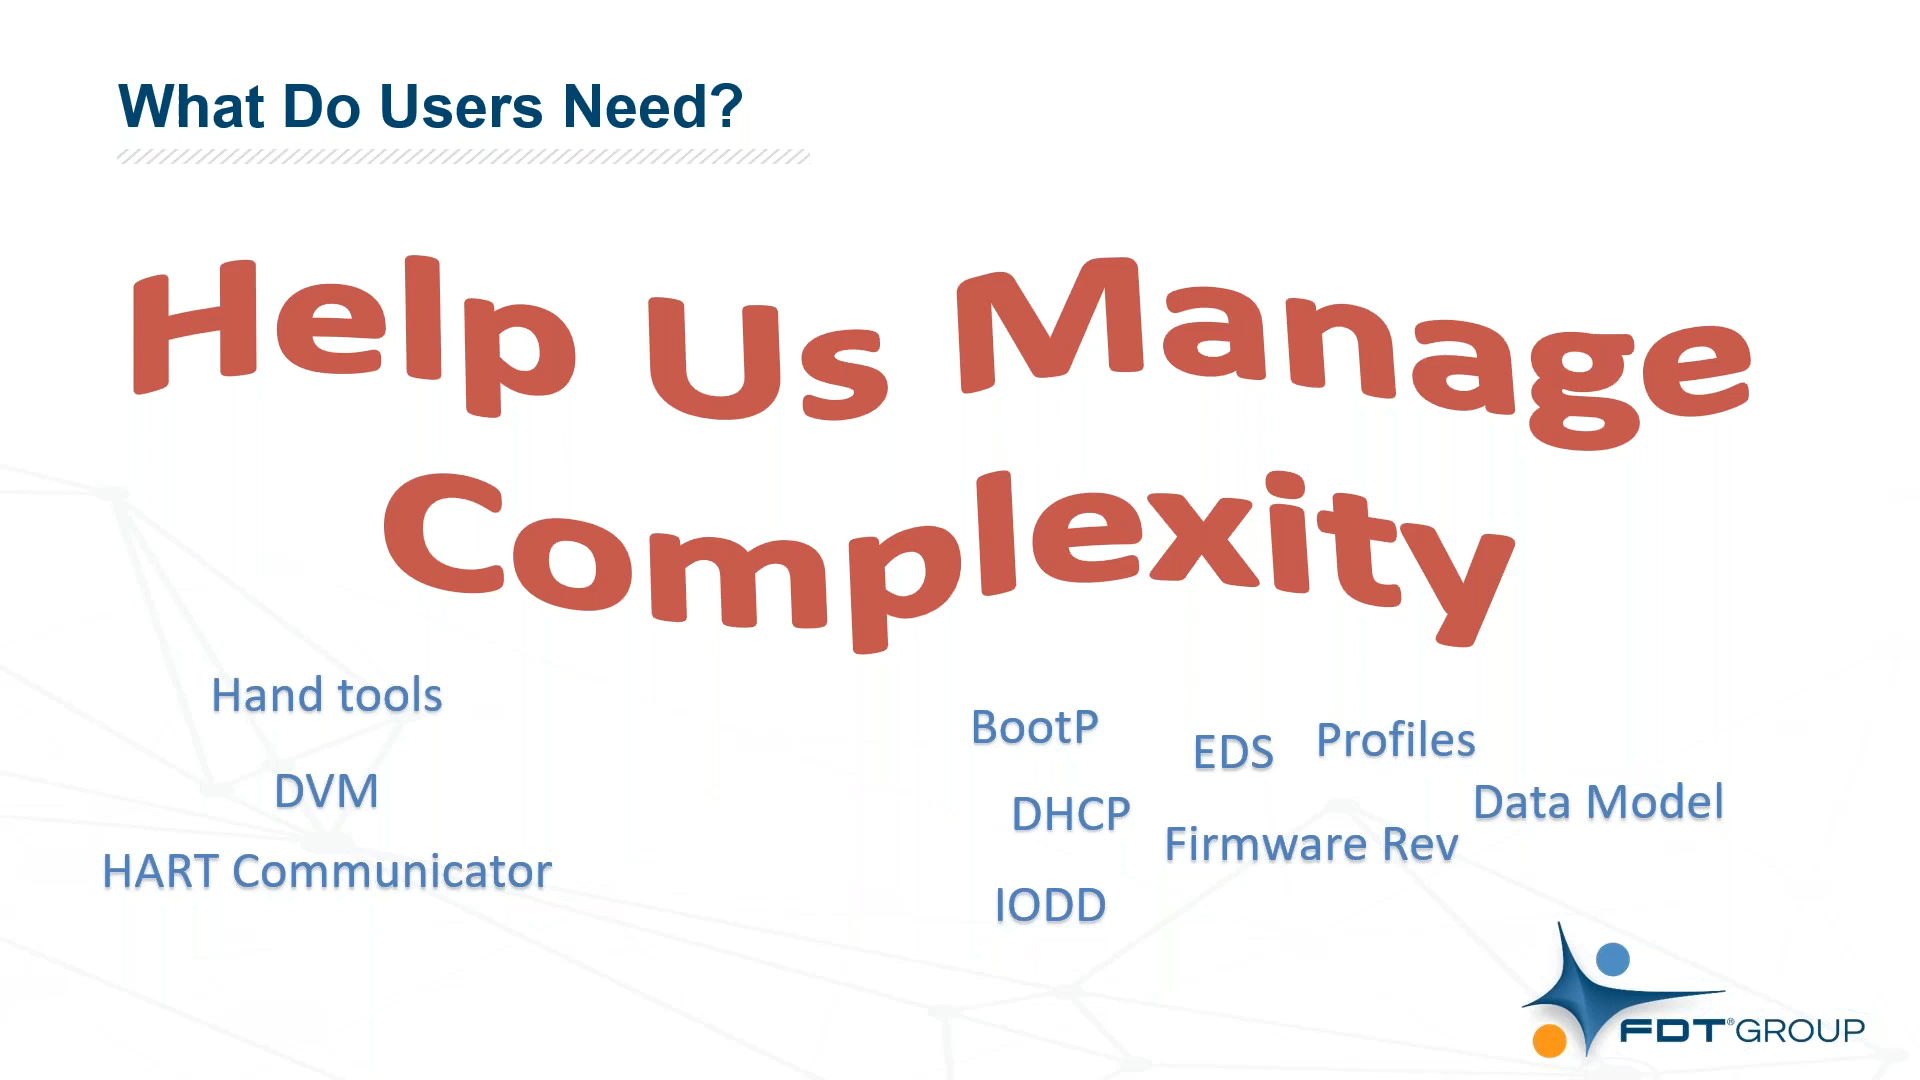 What Do Users Need?
Help Us Manage
Complexity
Hand tools
DVM
HART Communicator
BootP
EDS
Profiles
DHCP
Data Model
Firmware Rev
IODD
FDT® GROUP